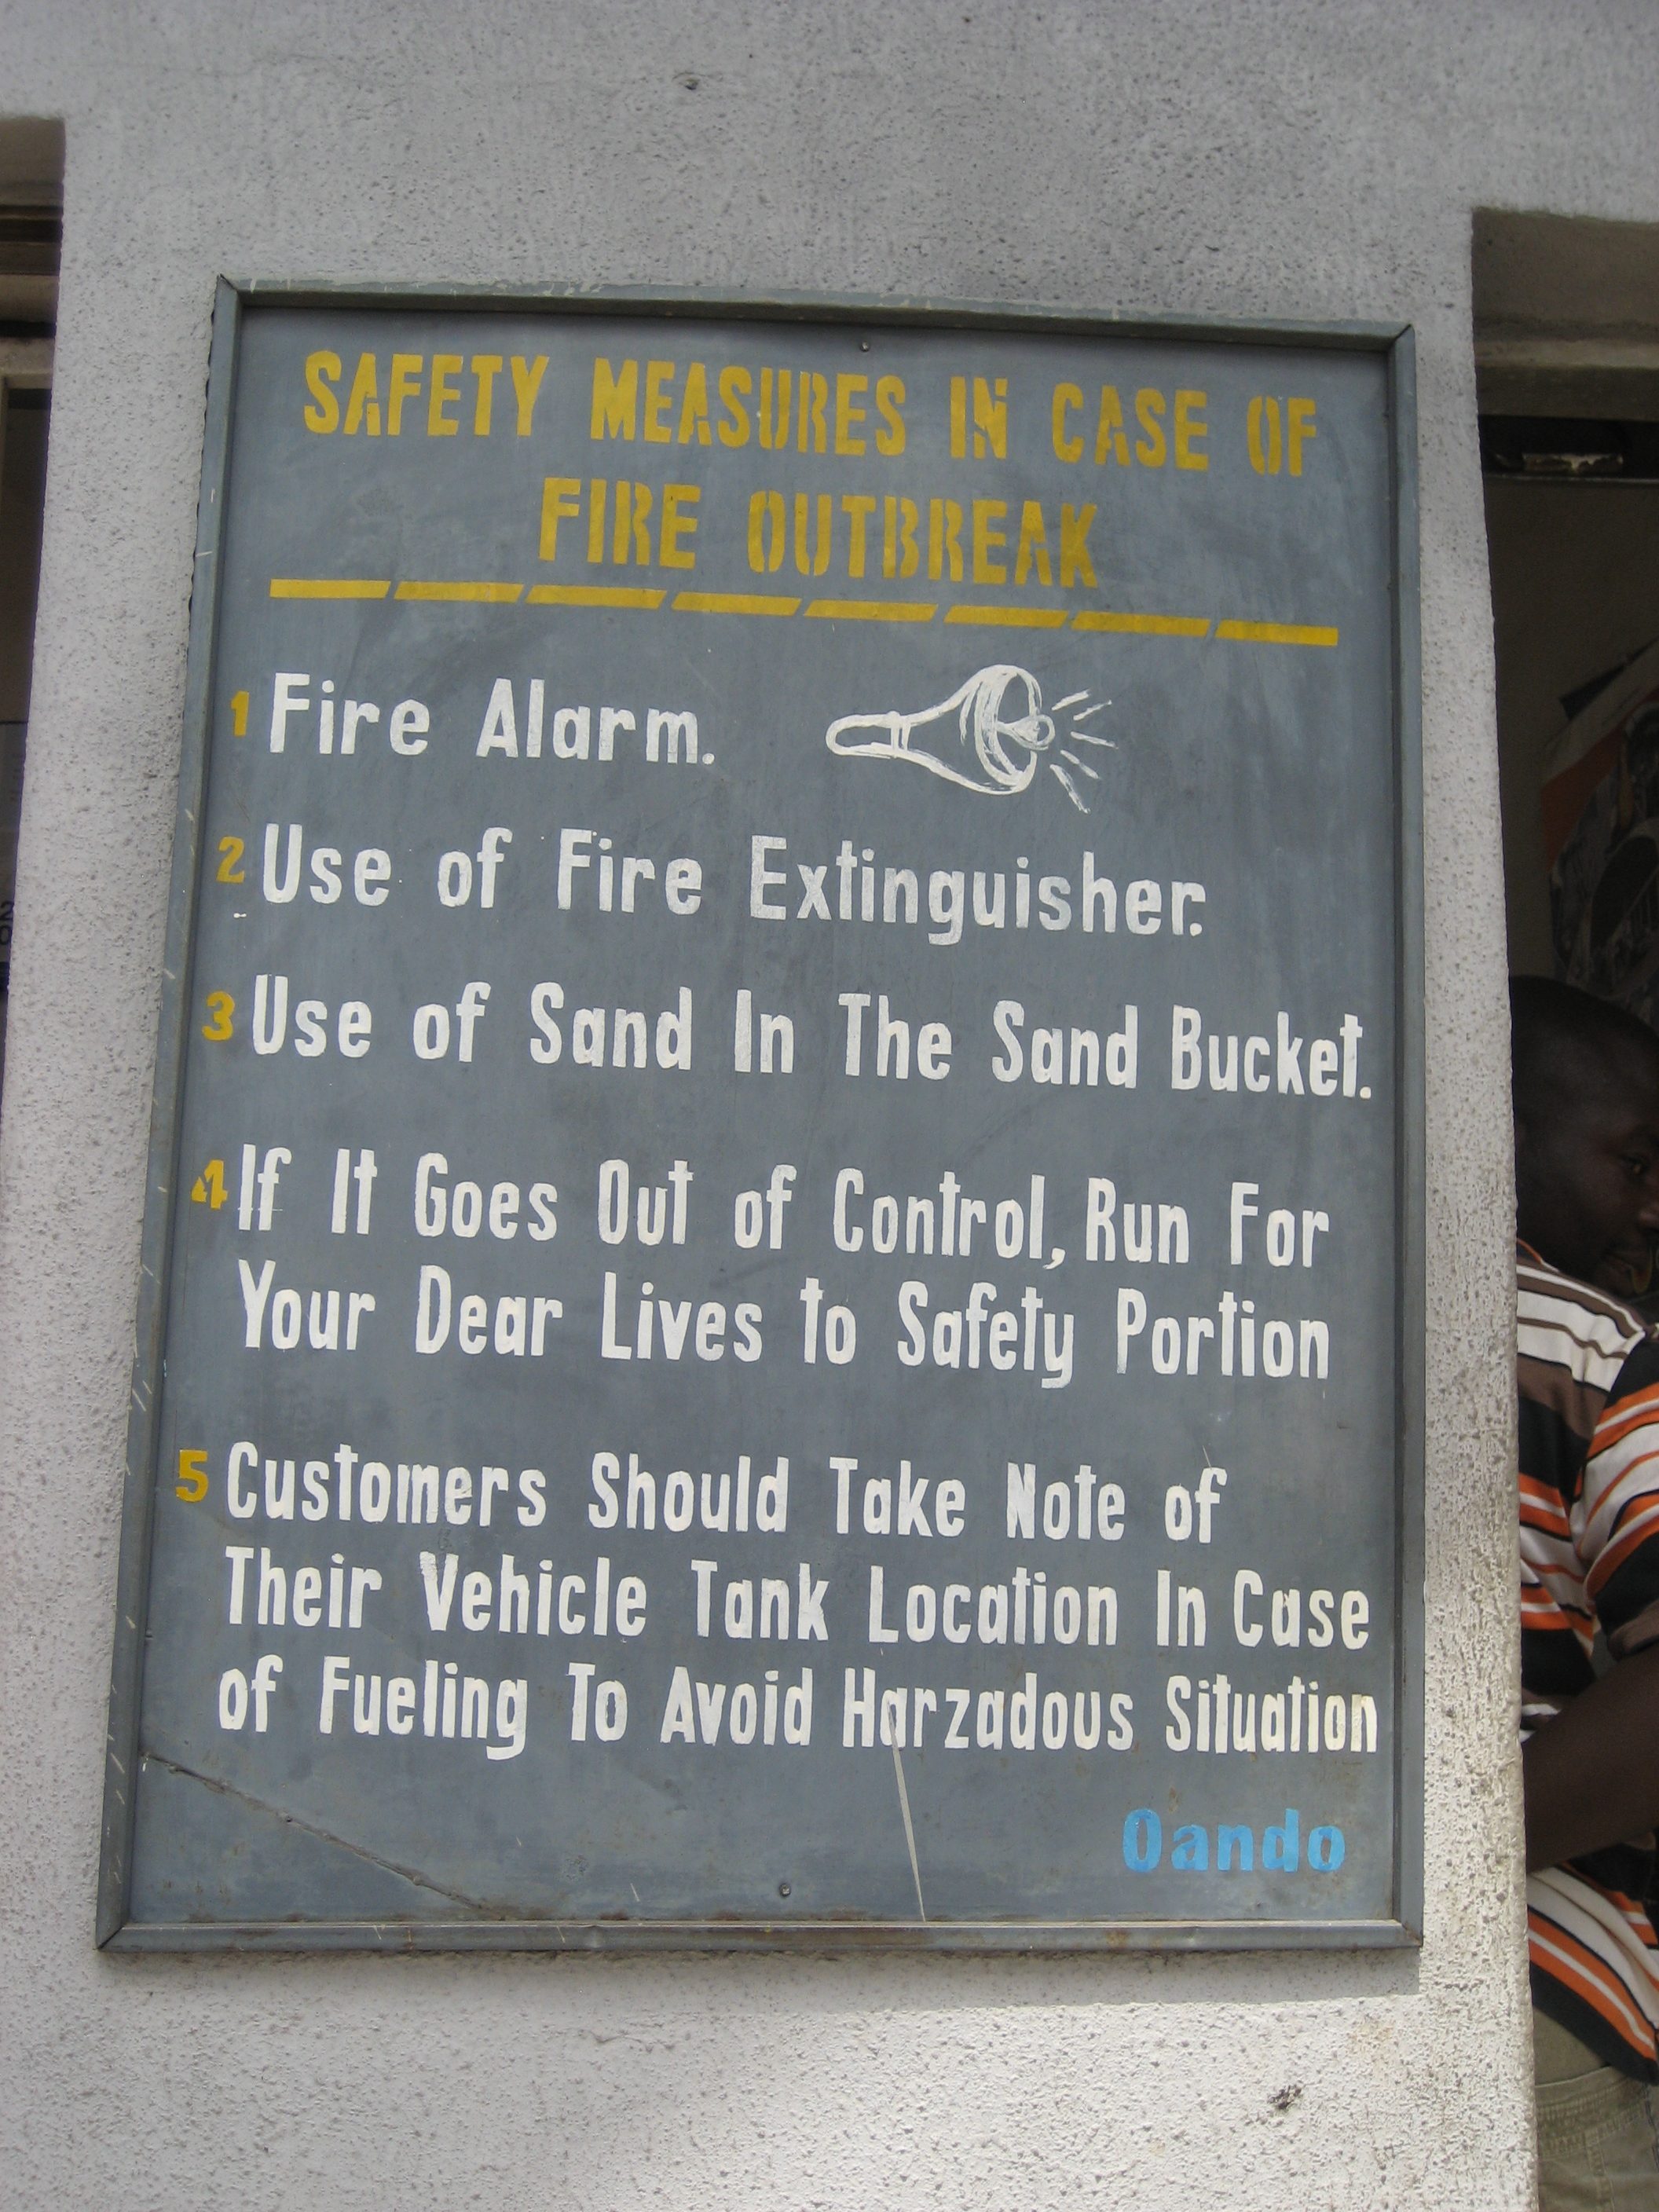 SAFETY MEASURES IN CASE OF
FIRE OUTBREAK
1 Fire Alarm.
2 Use of Fire Extinguisher.
3 Use of Sand In The Sand Bucket.
4 If It Goes Out of Control, Run For
Your Dear Lives to Safety Portion
5 Customers Should Take Note of
Their Vehicle Tank Location In Case
of Fueling To Avoid Harzadous Situation
Oando